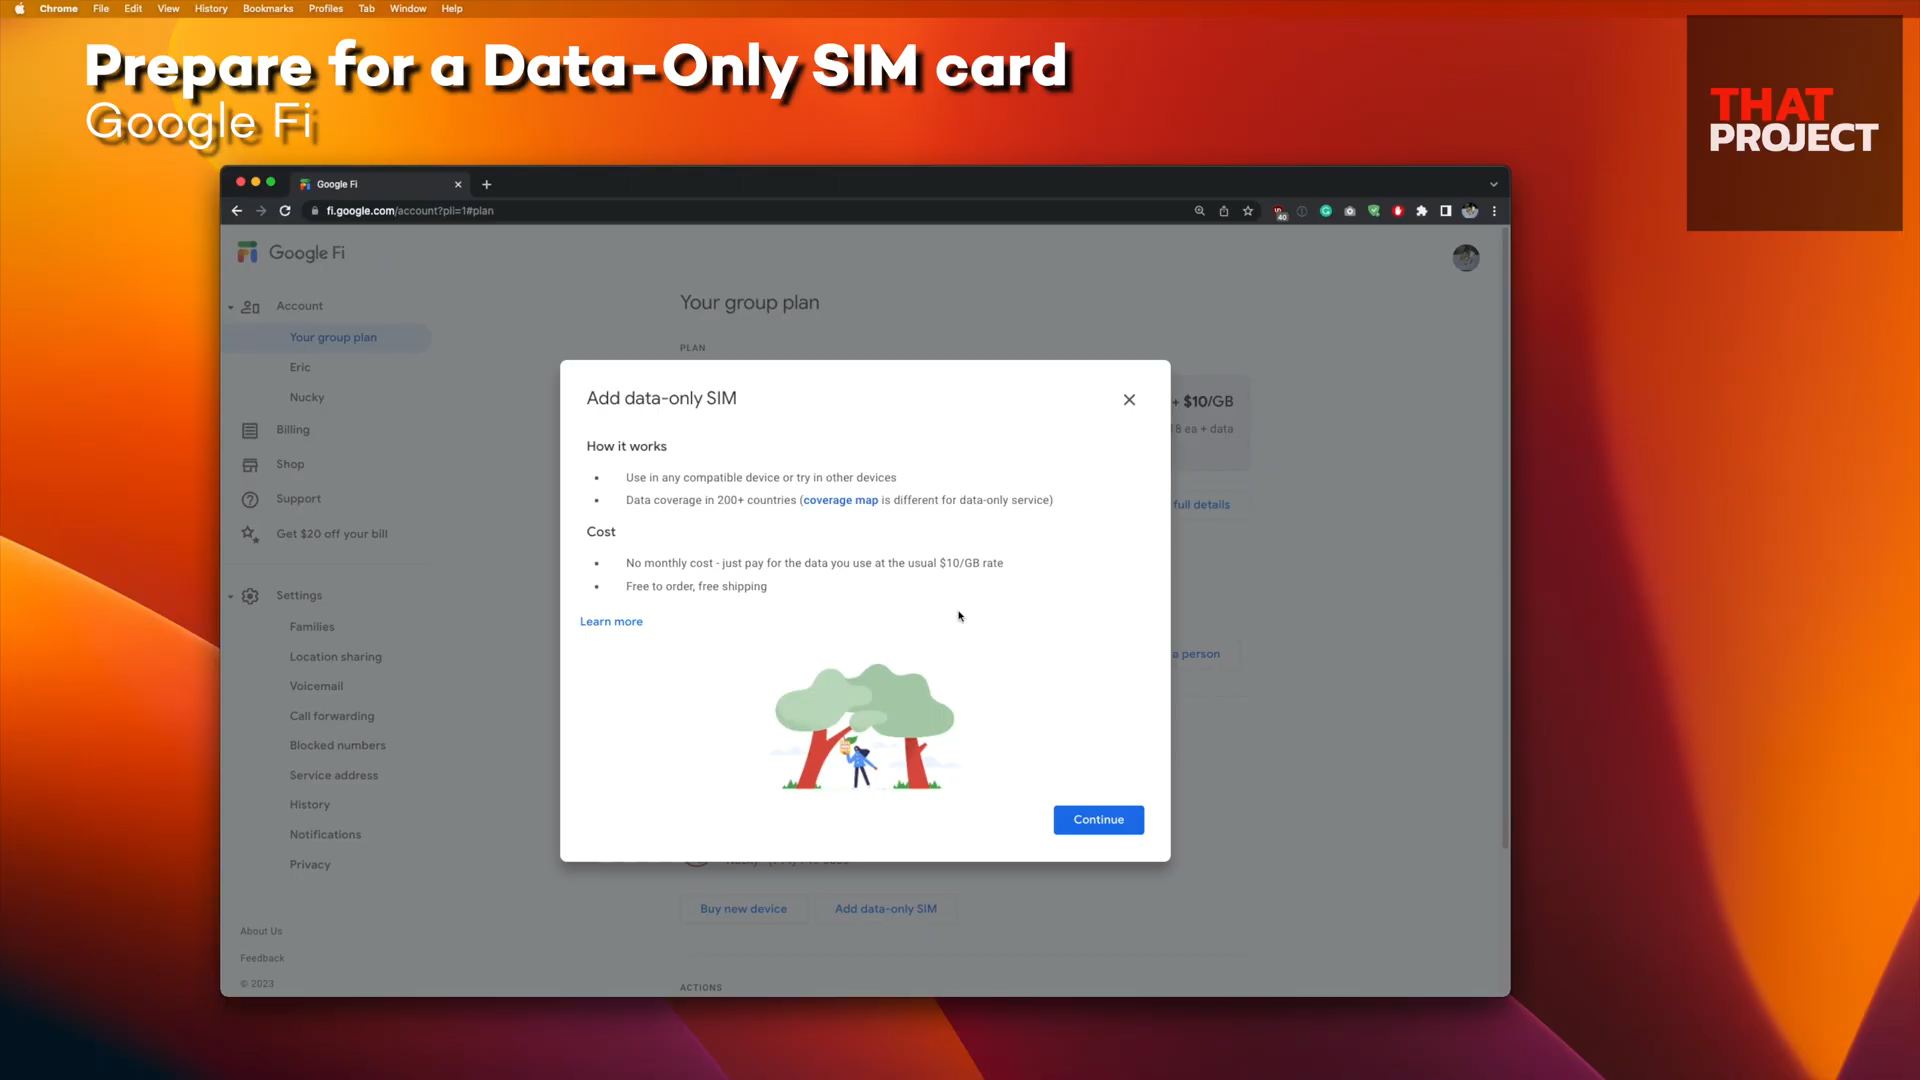 Chrome File Edit View History Bookmarks Profiles Tab Window Help
Prepare for a Data-Only SIM card
Google Fi
THAT
PROJECT
Google Fi
fi.google.com/account?pli=1#plan
40
Google Fi
Account
Your group plan
Eric
Nucky
Billing
Shop
Support
Get $20 off your bill
Settings
Families
Location sharing
Voicemail
Call forwarding
Blocked numbers
Service address
History
Notifications
Privacy
About Us
Feedback
© 2023
Your group plan
PLAN
+ $10/GB
8 ea + data
full details
a person
Add data-only SIM
How it works
• Use in any compatible device or try in other devices
• Data coverage in 200+ countries (coverage map is different for data-only service)
Cost
• No monthly cost - just pay for the data you use at the usual $10/GB rate
• Free to order, free shipping
Learn more
Continue
Buy new device
Add data-only SIM
ACTIONS